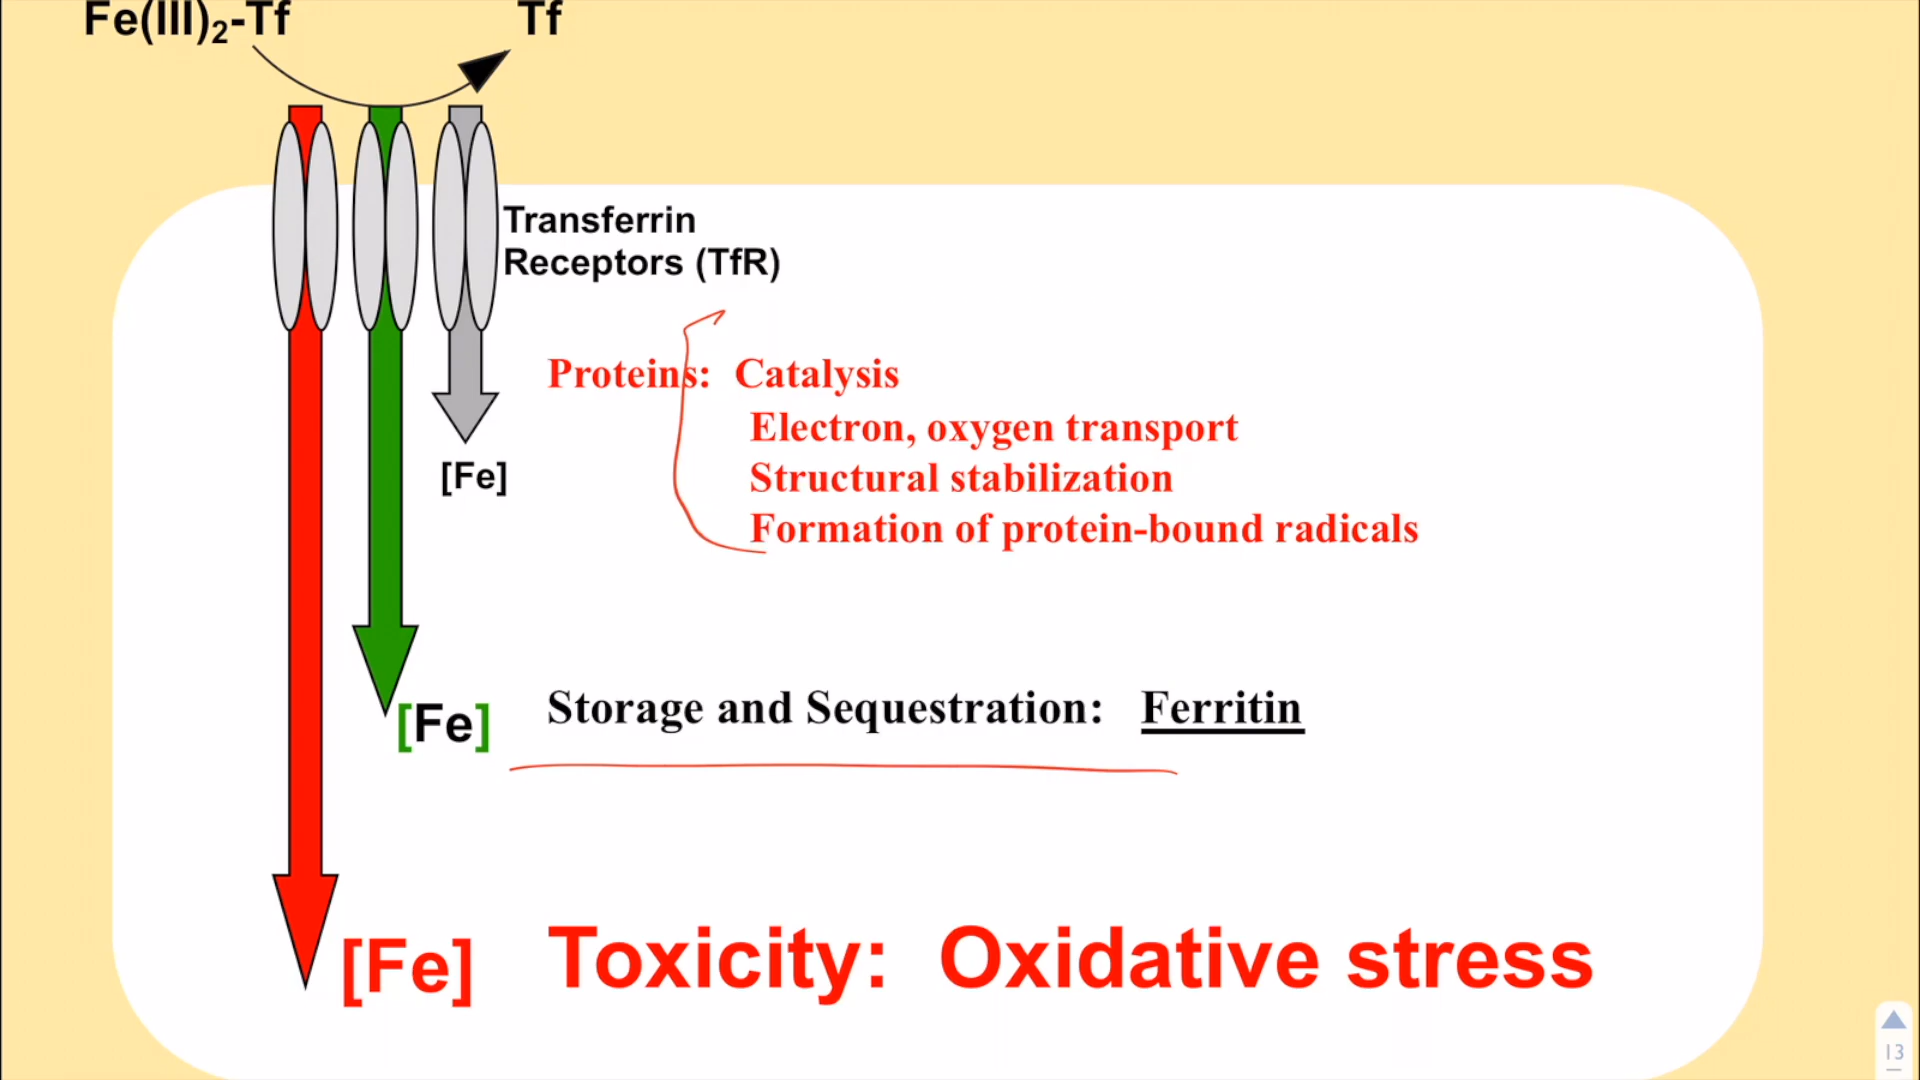 Fe(III)₂-Tf Tf
Transferrin
Receptors (TfR)
Proteins: Catalysis
Electron, oxygen transport
Structural stabilization
Formation of protein-bound radicals
[Fe]
[Fe] Storage and Sequestration: Ferritin
[Fe] Toxicity: Oxidative stress
13